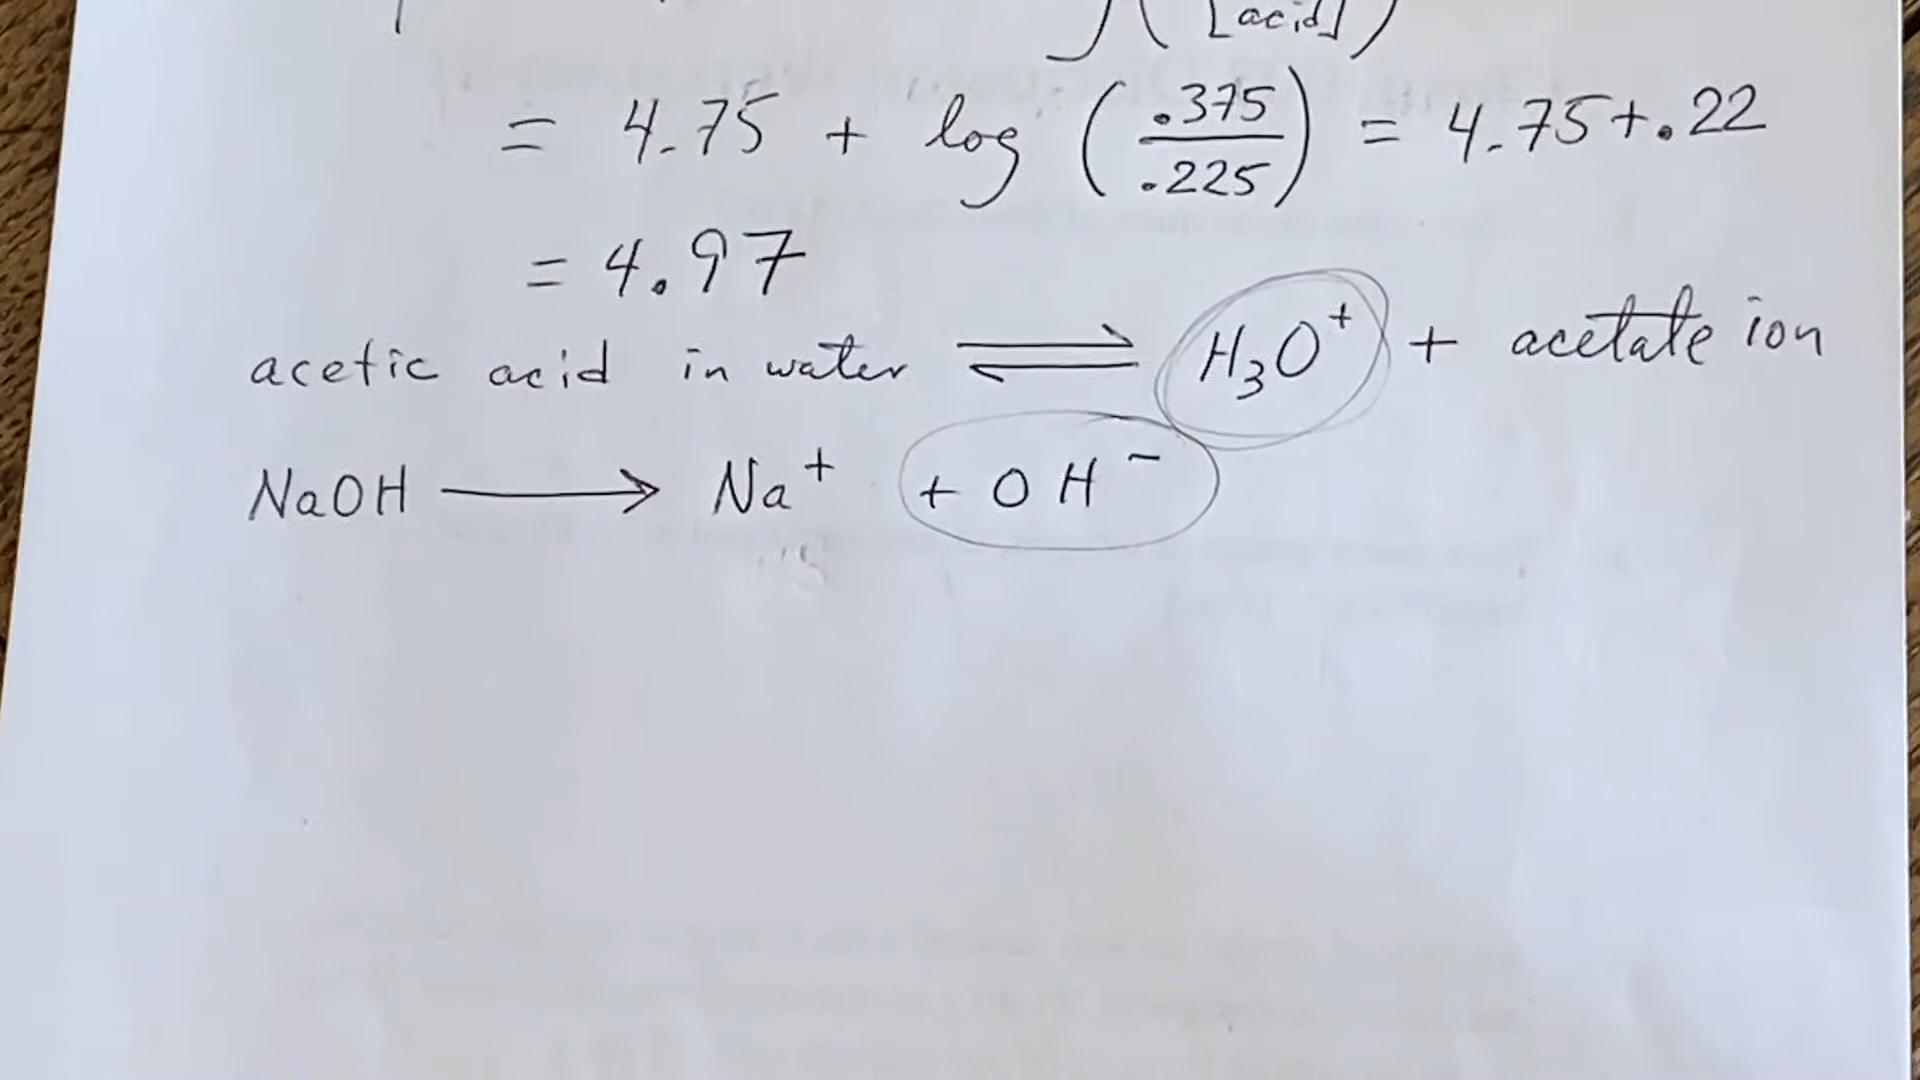 [acid]
= 4.75 + log (.375/.225) = 4.75+.22
= 4.97
acetic acid in water ⇌ H₃O⁺ + acetate ion
NaOH ⟶ Na⁺ + OH⁻